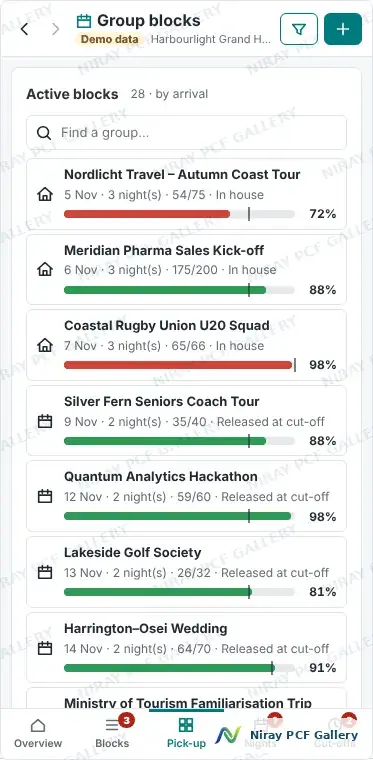 Group blocks
Demo data · Harbourlight Grand H...
Active blocks 28 · by arrival
Find a group...
Nordlicht Travel – Autumn Coast Tour
5 Nov · 3 night(s) · 54/75 · In house
72%
Meridian Pharma Sales Kick-off
6 Nov · 3 night(s) · 175/200 · In house
88%
Coastal Rugby Union U20 Squad
7 Nov · 3 night(s) · 65/66 · In house
98%
Silver Fern Seniors Coach Tour
9 Nov · 2 night(s) · 35/40 · Released at cut-off
88%
Quantum Analytics Hackathon
12 Nov · 2 night(s) · 59/60 · Released at cut-off
98%
Lakeside Golf Society
13 Nov · 2 night(s) · 26/32 · Released at cut-off
81%
Harrington–Osei Wedding
14 Nov · 2 night(s) · 64/70 · Released at cut-off
91%
Ministry of Tourism Familiarisation Trip
3
Overview Blocks Pick-up Nights Cut-offs
Niray PCF Gallery
NIRAY PCF GALLERY